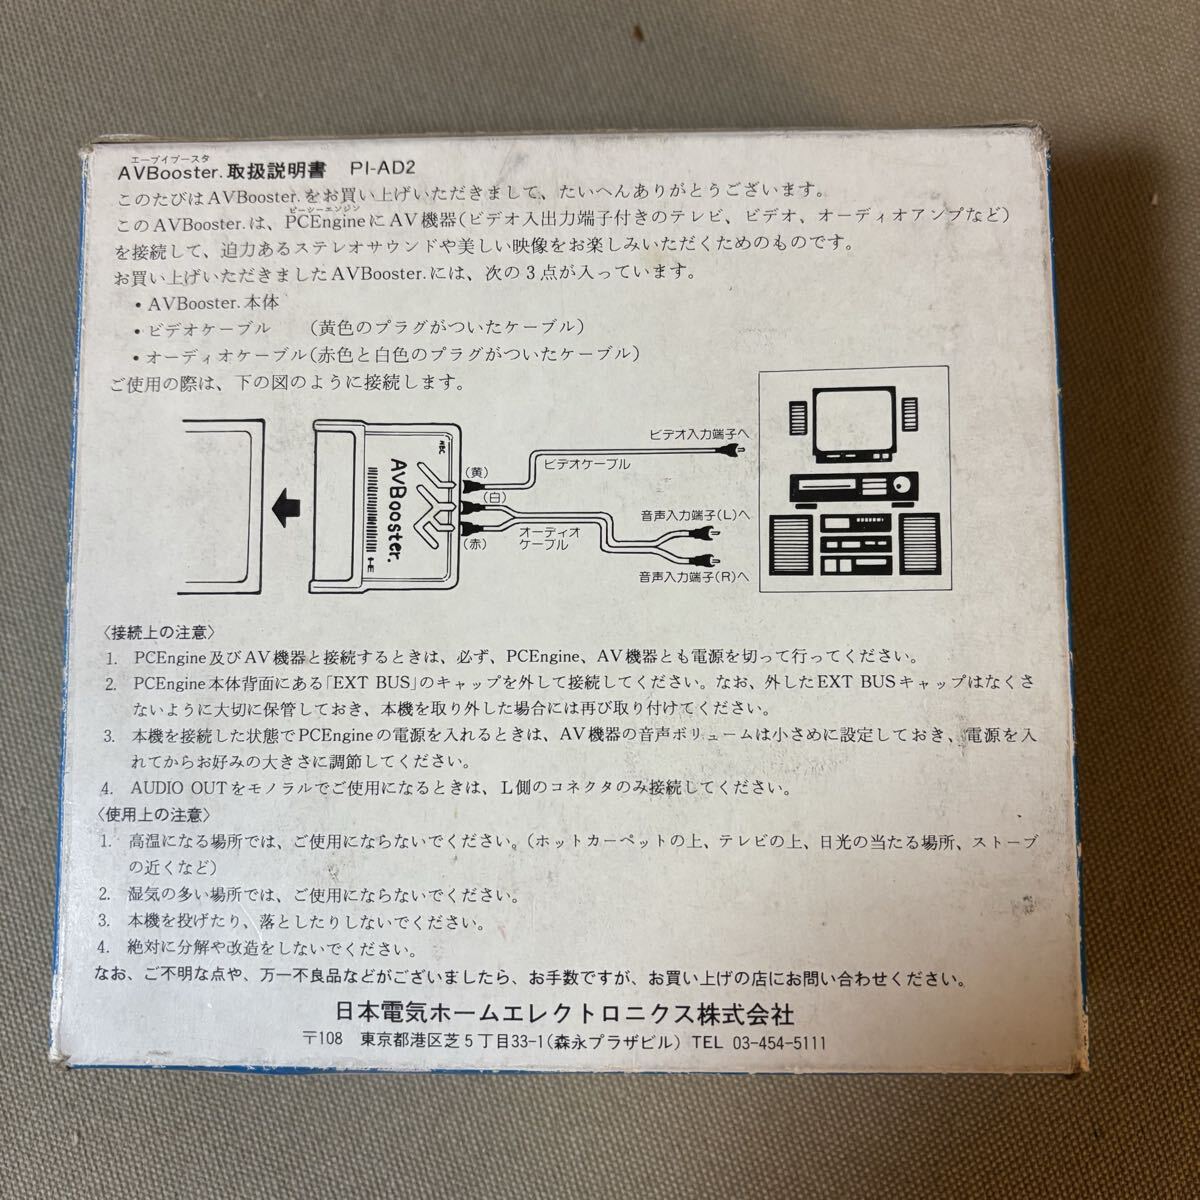 エーブイブースタ
AVBooster.取扱説明書　PI-AD2
このたびはAVBooster.をお買い上げいただきまして、たいへんありがとうございます。
ピーシーエンジン
このAVBooster.は、PCEngineにAV機器(ビデオ入出力端子付きのテレビ、ビデオ、オーディオアンプなど)
を接続して、迫力あるステレオサウンドや美しい映像をお楽しみいただくためのものです。
お買い上げいただきましたAVBooster.には、次の3点が入っています。
・AVBooster.本体
・ビデオケーブル　(黄色のプラグがついたケーブル)
・オーディオケーブル(赤色と白色のプラグがついたケーブル)
ご使用の際は、下の図のように接続します。
NEC
AVBooster.
HE
(黄)
(白)
(赤)
ビデオ入力端子へ
ビデオケーブル
音声入力端子(L)へ
オーディオ
ケーブル
音声入力端子(R)へ
〈接続上の注意〉
1. PCEngine及びAV機器と接続するときは、必ず、PCEngine、AV機器とも電源を切って行ってください。
2. PCEngine本体背面にある「EXT BUS」のキャップを外して接続してください。なお、外したEXT BUSキャップはなくさ
ないように大切に保管しておき、本機を取り外した場合には再び取り付けてください。
3. 本機を接続した状態でPCEngineの電源を入れるときは、AV機器の音声ボリュームは小さめに設定しておき、電源を入
れてからお好みの大きさに調節してください。
4. AUDIO OUTをモノラルでご使用になるときは、L側のコネクタのみ接続してください。
〈使用上の注意〉
1. 高温になる場所では、ご使用にならないでください。(ホットカーペットの上、テレビの上、日光の当たる場所、ストーブ
の近くなど)
2. 湿気の多い場所では、ご使用にならないでください。
3. 本機を投げたり、落としたりしないでください。
4. 絶対に分解や改造をしないでください。
なお、ご不明な点や、万一不良品などがございましたら、お手数ですが、お買い上げの店にお問い合わせください。
日本電気ホームエレクトロニクス株式会社
〒108　東京都港区芝5丁目33-1(森永プラザビル) TEL 03-454-5111